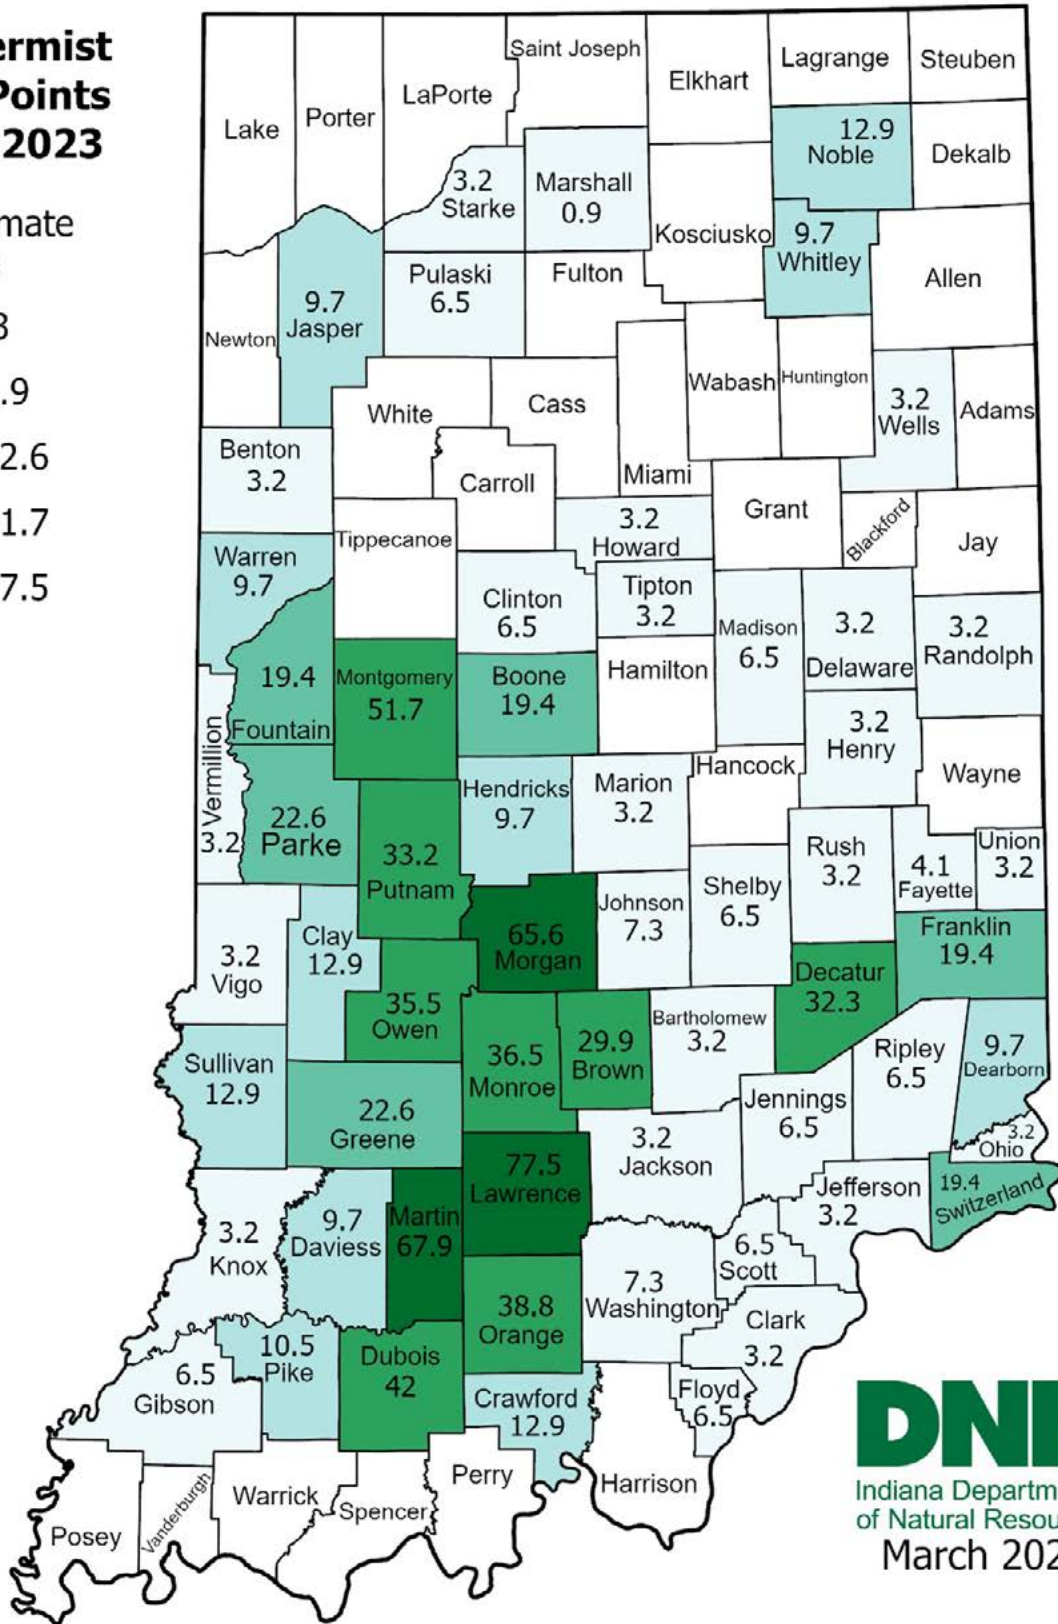 ermist
Points
2023
mate
3
.9
2.6
1.7
7.5
Lake
Porter
LaPorte
Saint Joseph
Elkhart
Lagrange
Steuben
12.9
Noble
Dekalb
3.2
Starke
Marshall
0.9
Kosciusko
9.7
Whitley
Allen
Newton
9.7
Jasper
Pulaski
6.5
Fulton
White
Cass
Miami
Wabash
Huntington
3.2
Wells
Adams
Benton
3.2
Carroll
Grant
Blackford
Jay
Warren
9.7
Tippecanoe
3.2
Howard
Clinton
6.5
Tipton
3.2
Madison
6.5
3.2
Delaware
3.2
Randolph
19.4
Fountain
Montgomery
51.7
Boone
19.4
Hamilton
3.2
Henry
Wayne
Vermillion
3.2
22.6
Parke
33.2
Putnam
Hendricks
9.7
Marion
3.2
Hancock
Rush
3.2
4.1
Fayette
Union
3.2
3.2
Vigo
Clay
12.9
65.6
Morgan
Johnson
7.3
Shelby
6.5
Decatur
32.3
Franklin
19.4
35.5
Owen
Sullivan
12.9
36.5
Monroe
29.9
Brown
Bartholomew
3.2
Ripley
6.5
9.7
Dearborn
22.6
Greene
Jennings
6.5
3.2
Ohio
77.5
Lawrence
3.2
Jackson
Jefferson
3.2
19.4
Switzerland
3.2
Knox
9.7
Daviess
Martin
67.9
38.8
Orange
7.3
Washington
6.5
Scott
Clark
3.2
6.5
Gibson
10.5
Pike
Dubois
42
Crawford
12.9
Floyd
6.5
Harrison
Posey
Vanderburgh
Warrick
Spencer
Perry
DN
Indiana Departm
of Natural Resou
March 202